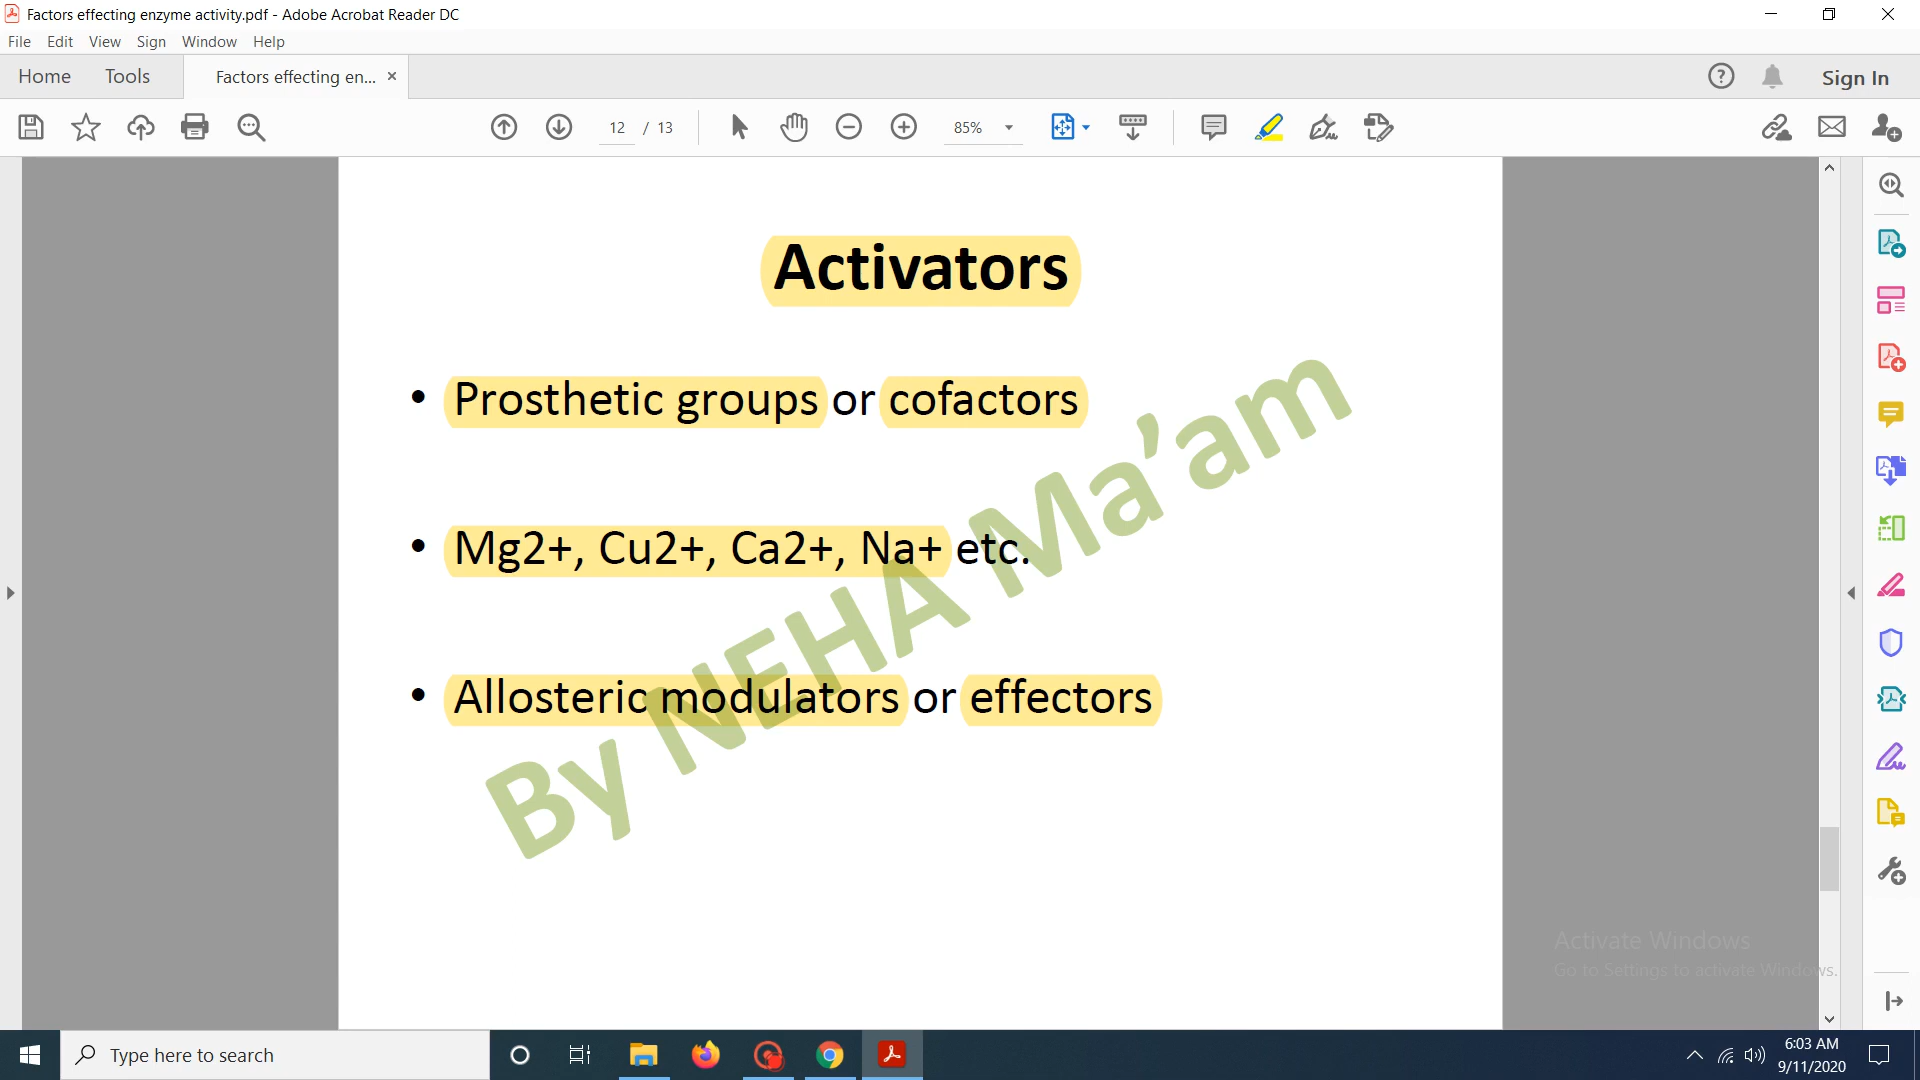 Factors effecting enzyme activity.pdf - Adobe Acrobat Reader DC
File Edit View Sign Window Help
Home Tools Factors effecting en... ×
Sign In
12 / 13
85%
Activators
• Prosthetic groups or cofactors
• Mg2+, Cu2+, Ca2+, Na+ etc.
• Allosteric modulators or effectors
By NEHA Ma’am
Activate Windows
Go to Settings to activate Windows.
Type here to search
6:03 AM
9/11/2020